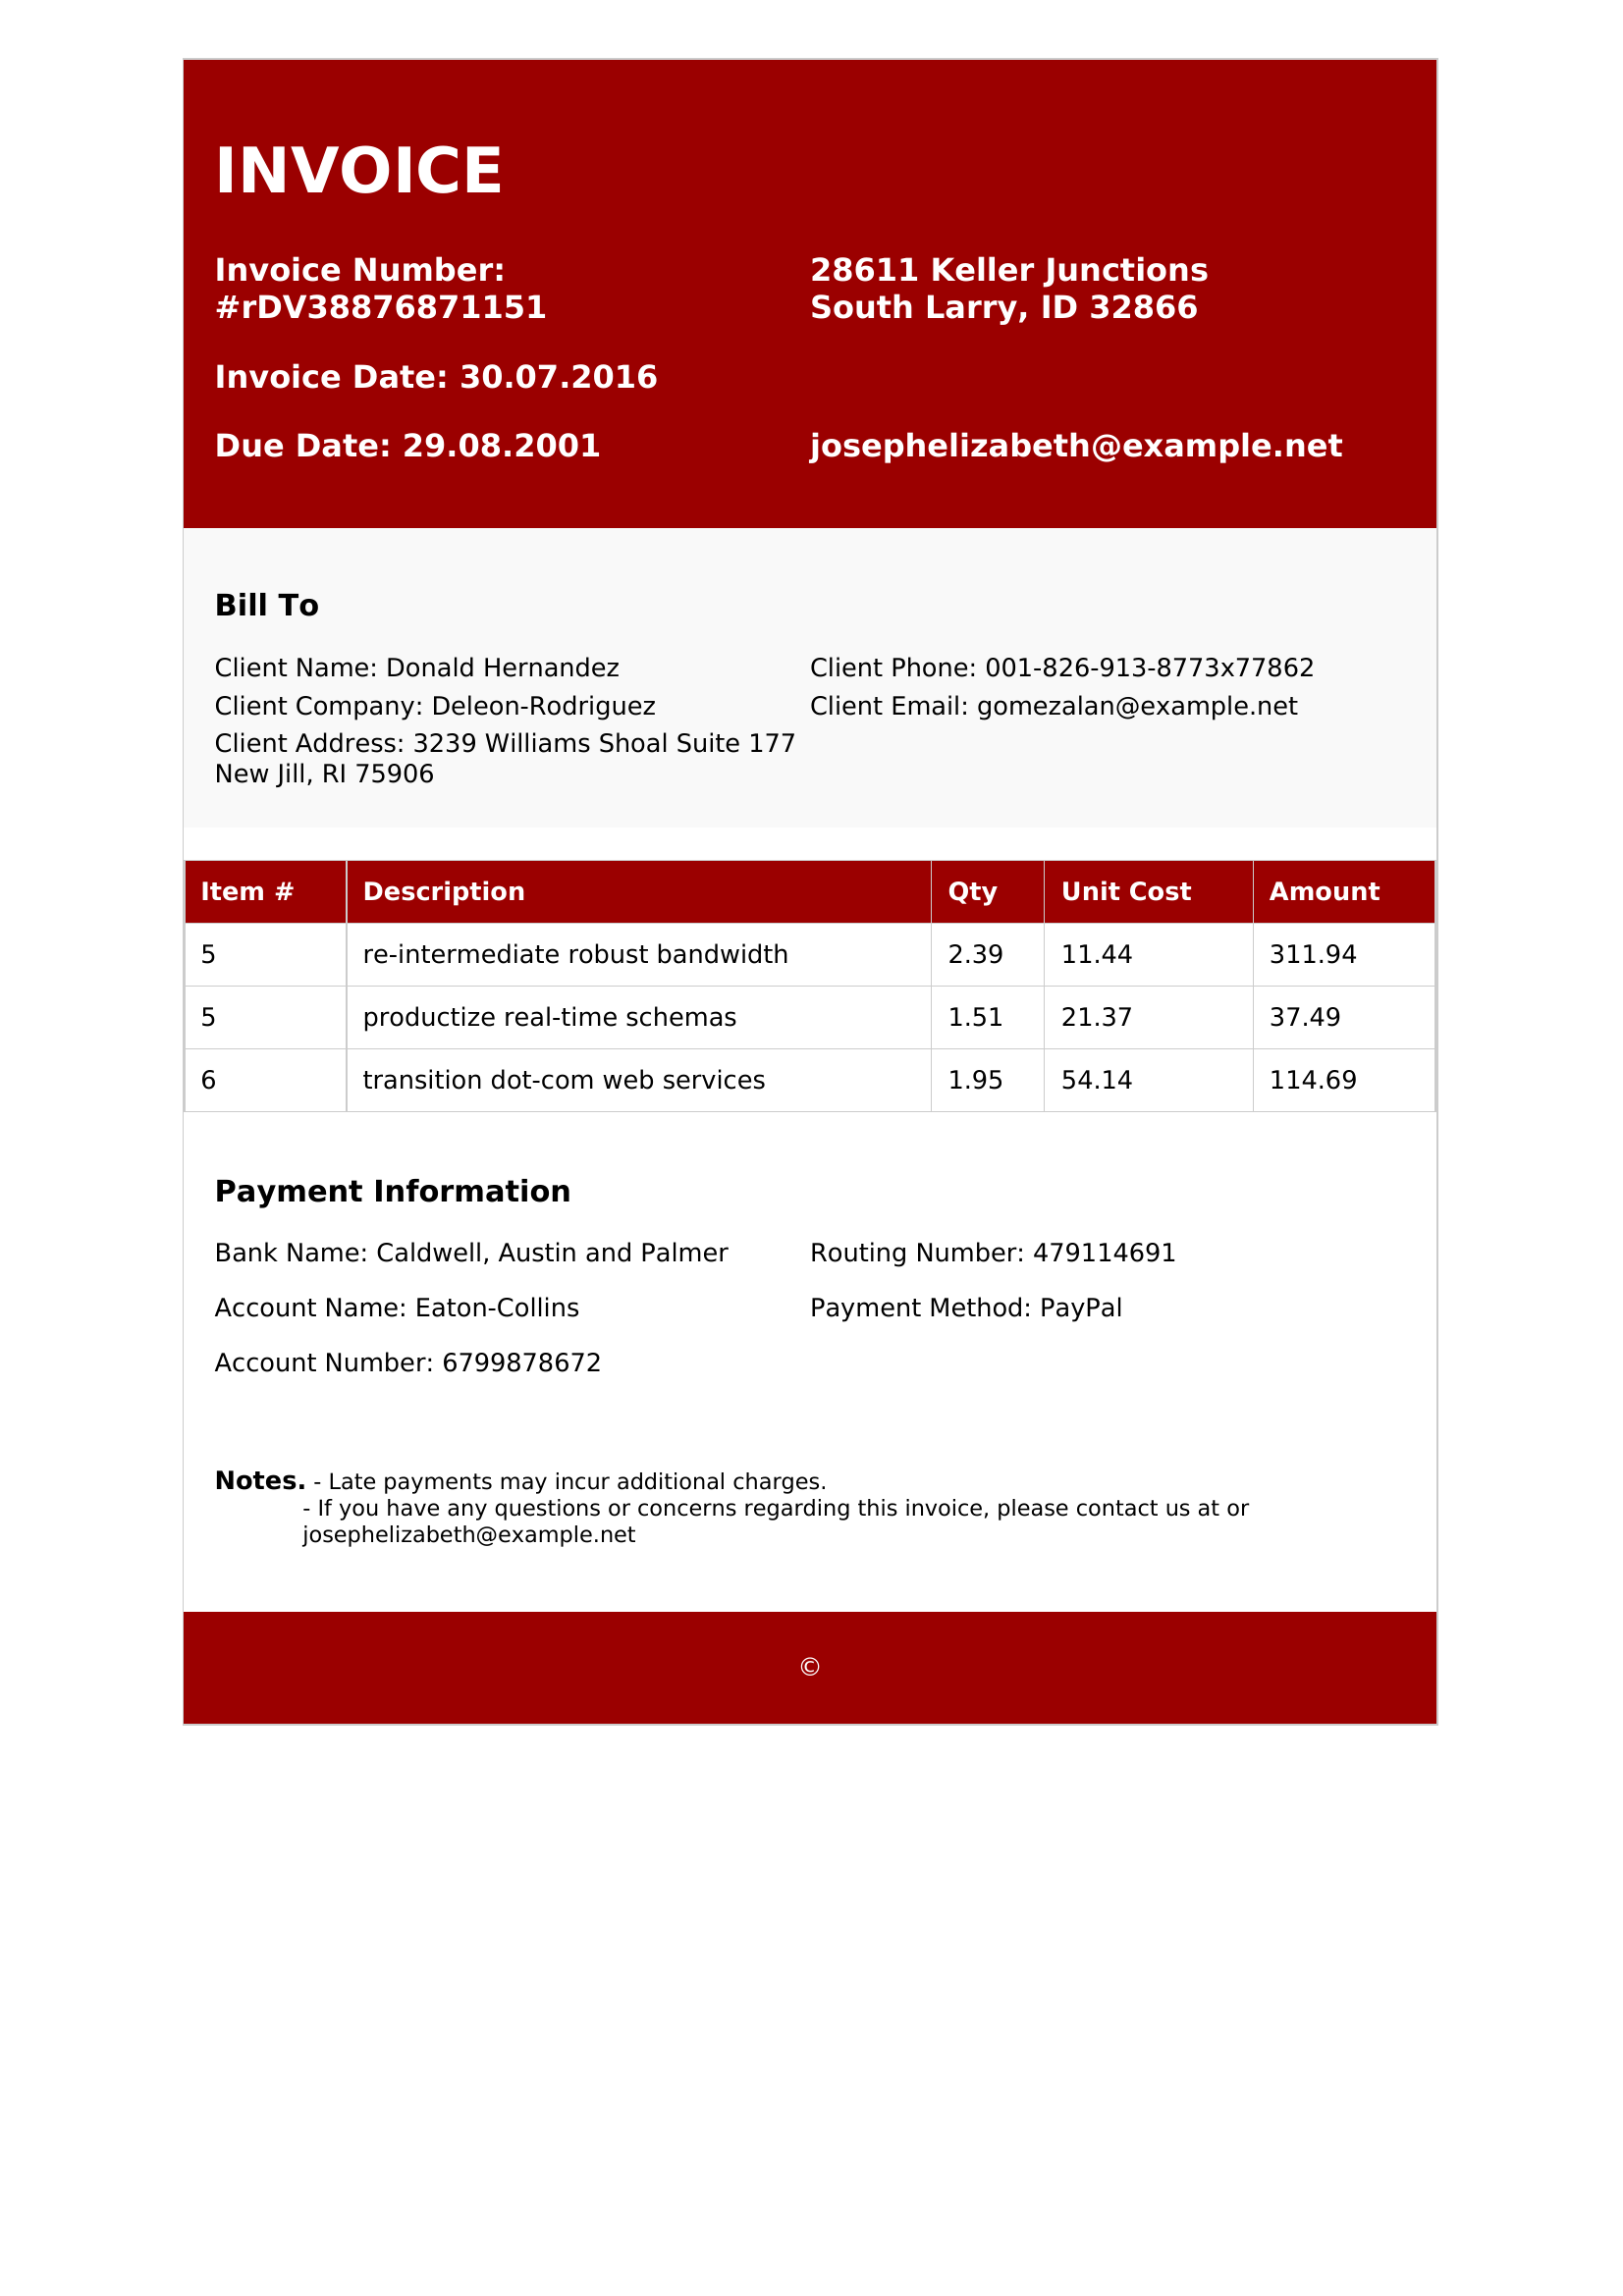 INVOICE
Invoice Number:
#rDV38876871151
28611 Keller Junctions
South Larry, ID 32866
Invoice Date: 30.07.2016
Due Date: 29.08.2001
josephelizabeth@example.net
Bill To
Client Name: Donald Hernandez
Client Phone: 001-826-913-8773x77862
Client Company: Deleon-Rodriguez
Client Email: gomezalan@example.net
Client Address: 3239 Williams Shoal Suite 177
New Jill, RI 75906
Item # Description Qty Unit Cost Amount
5 re-intermediate robust bandwidth 2.39 11.44 311.94
5 productize real-time schemas 1.51 21.37 37.49
6 transition dot-com web services 1.95 54.14 114.69
Payment Information
Bank Name: Caldwell, Austin and Palmer
Routing Number: 479114691
Account Name: Eaton-Collins
Payment Method: PayPal
Account Number: 6799878672
Notes. - Late payments may incur additional charges.
- If you have any questions or concerns regarding this invoice, please contact us at or
josephelizabeth@example.net
©